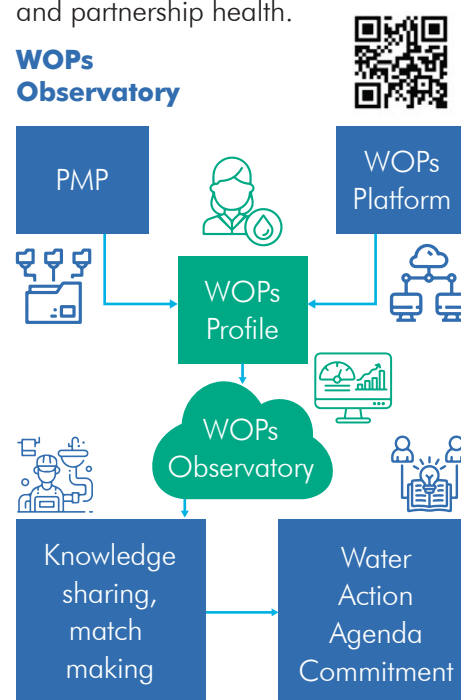 and partnership health.
WOPs
Observatory
PMP
WOPs
Platform
WOPs
Profile
WOPs
Observatory
Knowledge
sharing,
match
making
Water
Action
Agenda
Commitment